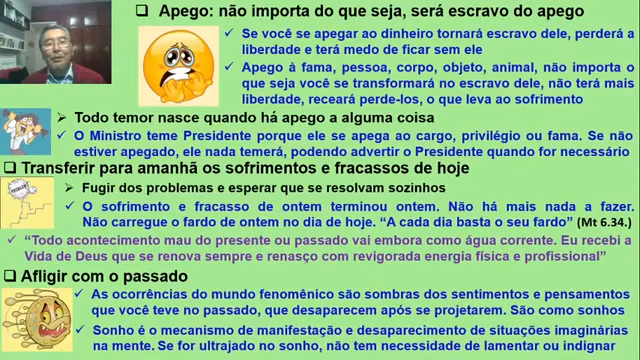 ❑ Apego: não importa do que seja, será escravo do apego
✓ Se você se apegar ao dinheiro tornará escravo dele, perderá a
liberdade e terá medo de ficar sem ele
✓ Apego à fama, pessoa, corpo, objeto, animal, não importa o
que seja você se transformará no escravo dele, não terá mais
liberdade, receará perde-los, o que leva ao sofrimento
➢ Todo temor nasce quando há apego a alguma coisa
✓ O Ministro teme Presidente porque ele se apega ao cargo, privilégio ou fama. Se não
estiver apegado, ele nada temerá, podendo advertir o Presidente quando for necessário
❑ Transferir para amanhã os sofrimentos e fracassos de hoje
➢ Fugir dos problemas e esperar que se resolvam sozinhos
✓ O sofrimento e fracasso de ontem terminou ontem. Não há mais nada a fazer.
Não carregue o fardo de ontem no dia de hoje. “A cada dia basta o seu fardo” (Mt 6.34.)
✓ “Todo acontecimento mau do presente ou passado vai embora como água corrente. Eu recebi a
Vida de Deus que se renova sempre e renasço com revigorada energia física e profissional”
❑ Afligir com o passado
✓ As ocorrências do mundo fenomênico são sombras dos sentimentos e pensamentos
que você teve no passado, que desaparecem após se projetarem. São como sonhos
✓ Sonho é o mecanismo de manifestação e desaparecimento de situações imaginárias
na mente. Se for ultrajado no sonho, não tem necessidade de lamentar ou indignar